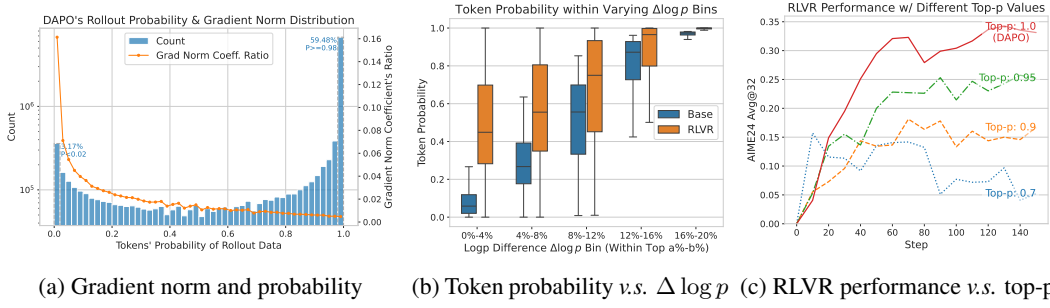 DAPO's Rollout Probability & Gradient Norm Distribution
Count
Grad Norm Coeff. Ratio
59.48%
P>=0.98
3.17%
P<0.02
Count
10^6
10^5
0.16
0.14
0.12
0.10
0.08
0.06
0.04
0.02
0.00
Gradient Norm Coefficient's Ratio
0.0 0.2 0.4 0.6 0.8 1.0
Tokens' Probability of Rollout Data
(a) Gradient norm and probability
Token Probability within Varying Δlog p Bins
Token Probability
1.0
0.8
0.6
0.4
0.2
0.0
Base
RLVR
0%-4% 4%-8% 8%-12% 12%-16% 16%-20%
Logp Difference Δlog p Bin (Within Top a%-b%)
(b) Token probability v.s. Δ log p
RLVR Performance w/ Different Top-p Values
AIME24 Avg@32
0.35
0.30
0.25
0.20
0.15
0.10
0.05
0.00
Top-p: 1.0
(DAPO)
Top-p: 0.95
Top-p: 0.9
Top-p: 0.7
0 20 40 60 80 100 120 140
Step
(c) RLVR performance v.s. top-p